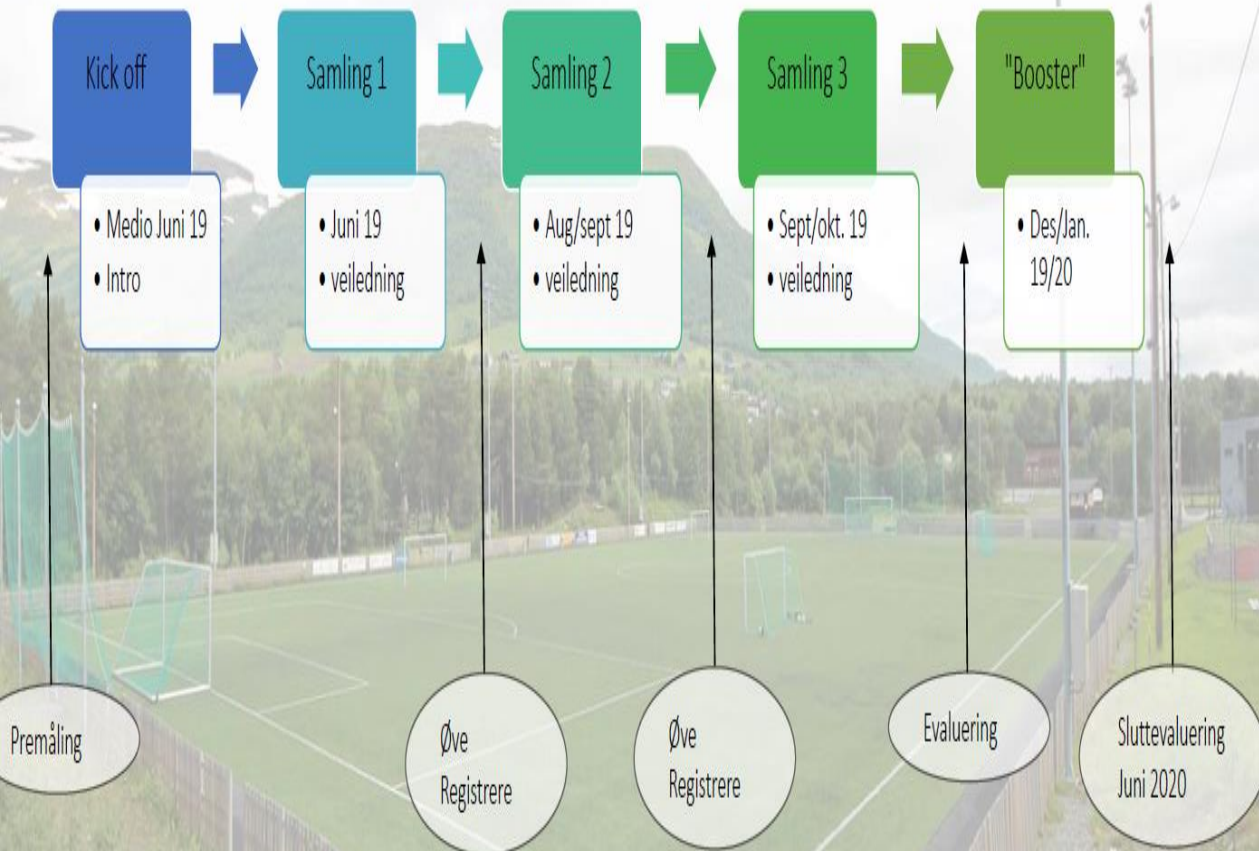 Kick off
• Medio Juni 19
• Intro
Samling 1
• Juni 19
• veiledning
Samling 2
• Aug/sept 19
• veiledning
Samling 3
• Sept/okt. 19
• veiledning
"Booster"
• Des/Jan.
19/20
Premåling
Øve
Registrere
Øve
Registrere
Evaluering
Sluttevaluering
Juni 2020